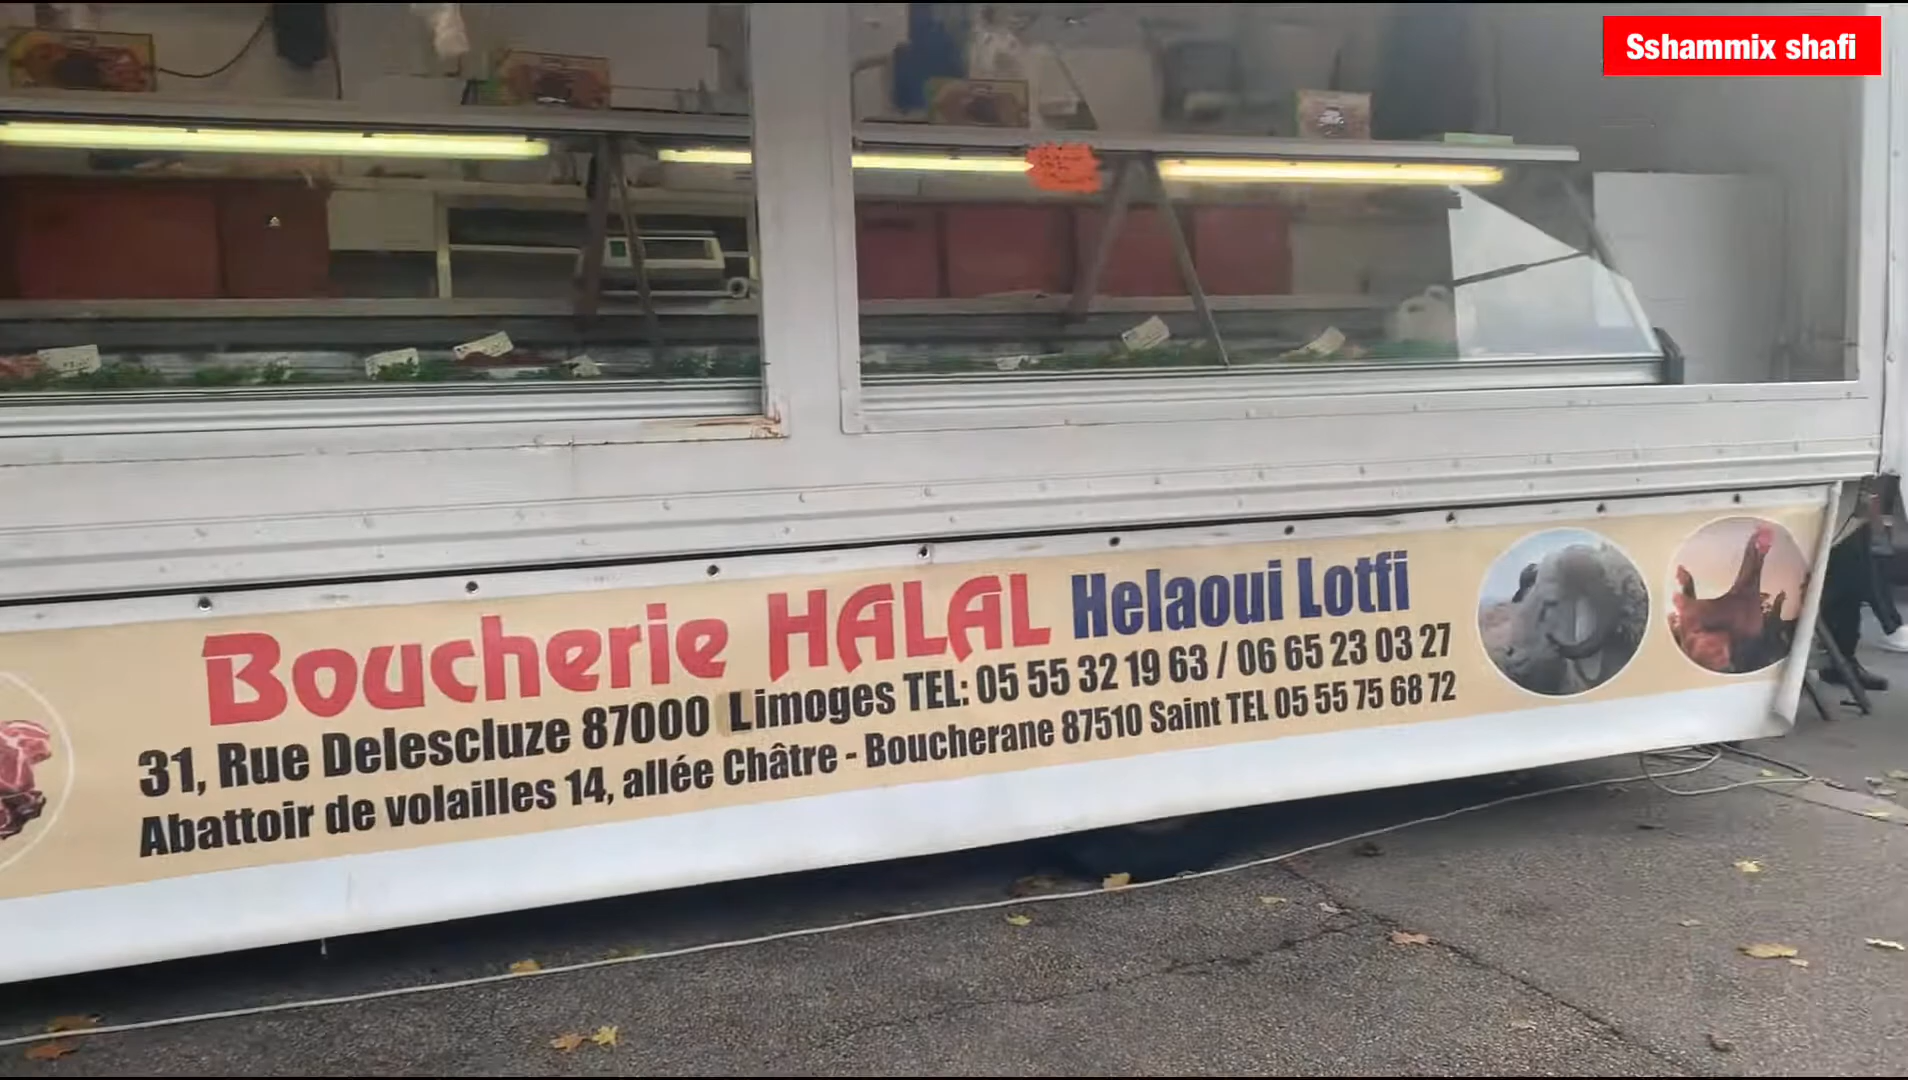 Sshammix shafi
Boucherie HALAL Helaoui Lotfi
31, Rue Delescluze 87000 Limoges TEL: 05 55 32 19 63 / 06 65 23 03 27
Abattoir de volailles 14, allée Châtre - Boucherane 87510 Saint TEL 05 55 75 68 72